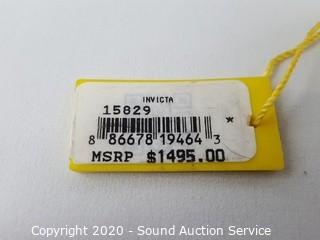 INVICTA
15829
*
8 86678 19464 3
MSRP $1495.00
Copyright © 2020 - Sound Auction Service